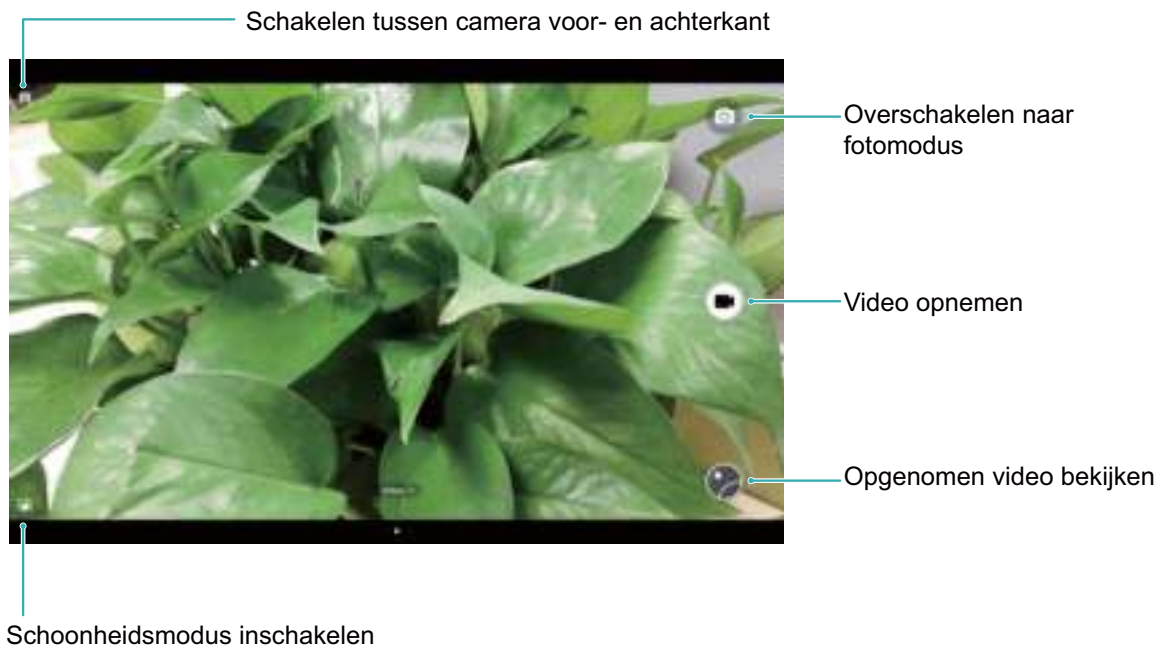 Schakelen tussen camera voor- en achterkant
Overschakelen naar
fotomodus
Video opnemen
Opgenomen video bekijken
Schoonheidsmodus inschakelen